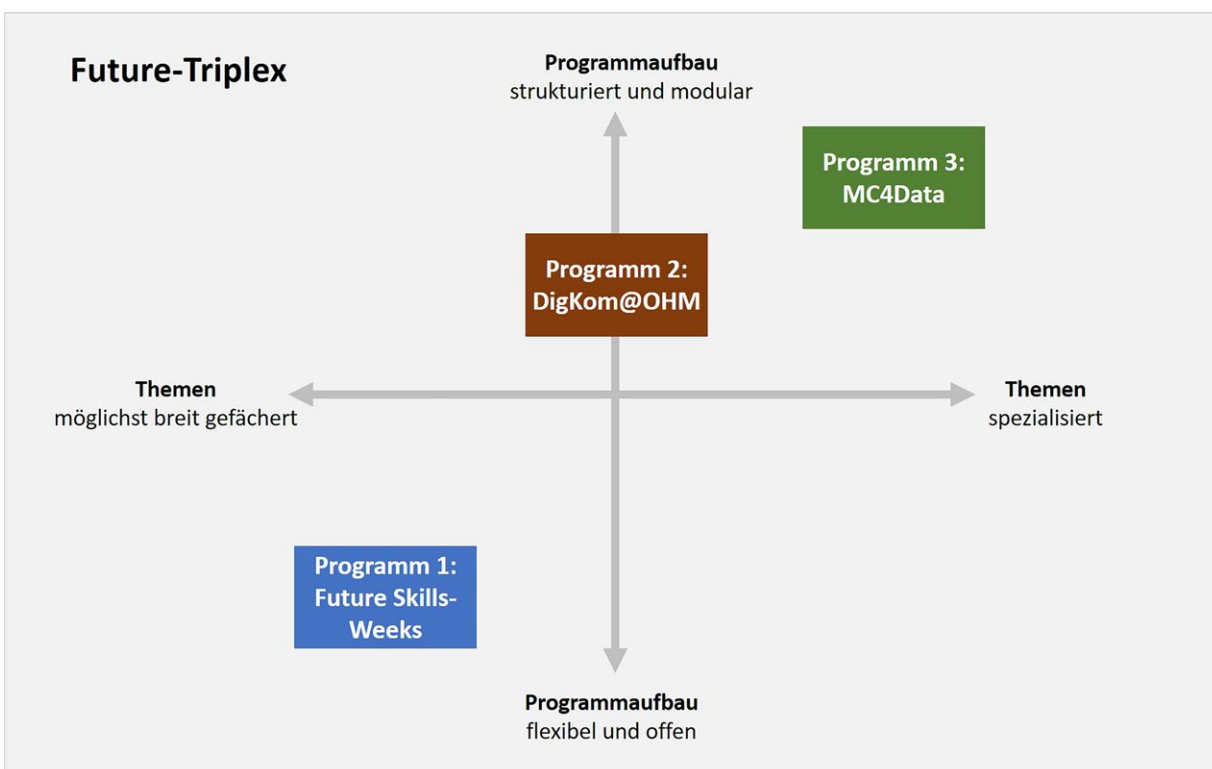 Future-Triplex
Programmaufbau
strukturiert und modular
Programm 3:
MC4Data
Programm 2:
DigKom@OHM
Themen
möglichst breit gefächert
Themen
spezialisiert
Programm 1:
Future Skills-
Weeks
Programmaufbau
flexibel und offen